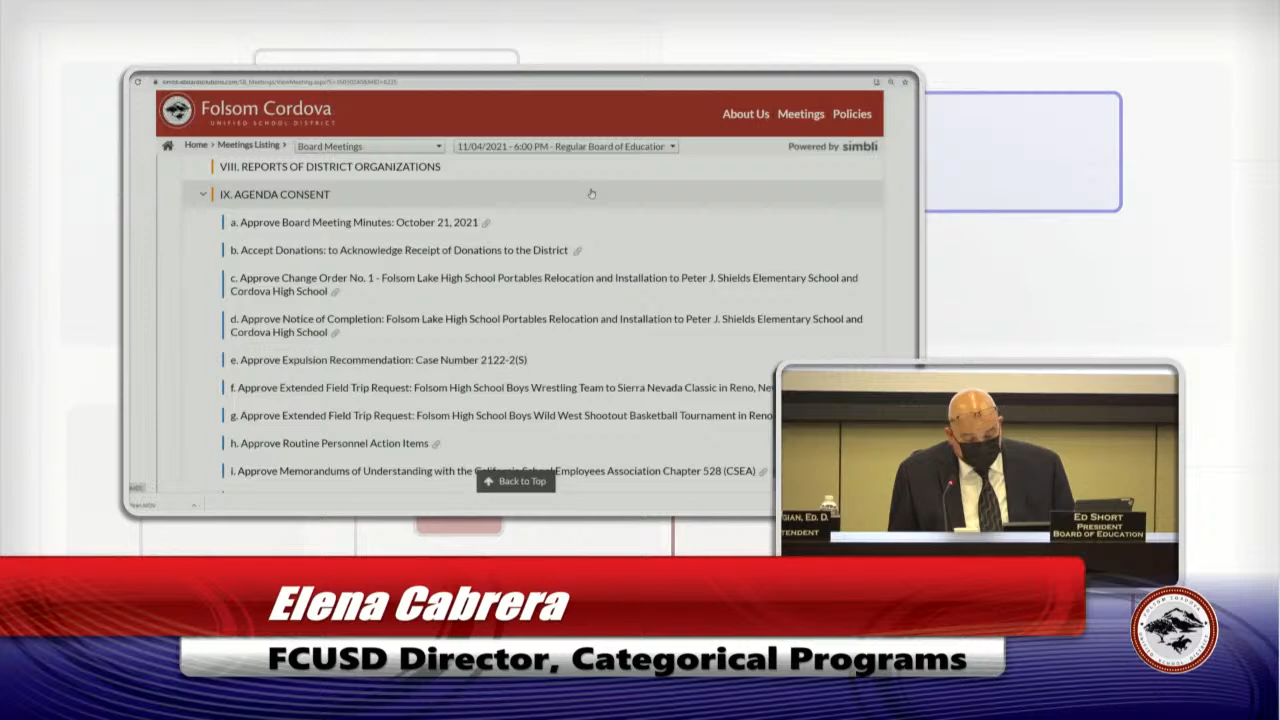 Folsom Cordova
UNIFIED SCHOOL DISTRICT
About Us Meetings Policies
Home > Meetings Listing > Board Meetings 11/04/2021 - 6:00 PM - Regular Board of Education Powered by simbli
VIII. REPORTS OF DISTRICT ORGANIZATIONS
IX. AGENDA CONSENT
a. Approve Board Meeting Minutes: October 21, 2021
b. Accept Donations: to Acknowledge Receipt of Donations to the District
c. Approve Change Order No. 1 - Folsom Lake High School Portables Relocation and Installation to Peter J. Shields Elementary School and
Cordova High School
d. Approve Notice of Completion: Folsom Lake High School Portables Relocation and Installation to Peter J. Shields Elementary School and
Cordova High School
e. Approve Expulsion Recommendation: Case Number 2122-2(S)
f. Approve Extended Field Trip Request: Folsom High School Boys Wrestling Team to Sierra Nevada Classic in Reno, Ne
g. Approve Extended Field Trip Request: Folsom High School Boys Wild West Shootout Basketball Tournament in Reno
h. Approve Routine Personnel Action Items
i. Approve Memorandums of Understanding with the California School Employees Association Chapter 528 (CSEA)
Back to Top
GIAN, ED. D.
TENDENT
ED SHORT
PRESIDENT
BOARD OF EDUCATION
Elena Cabrera
FCUSD Director, Categorical Programs